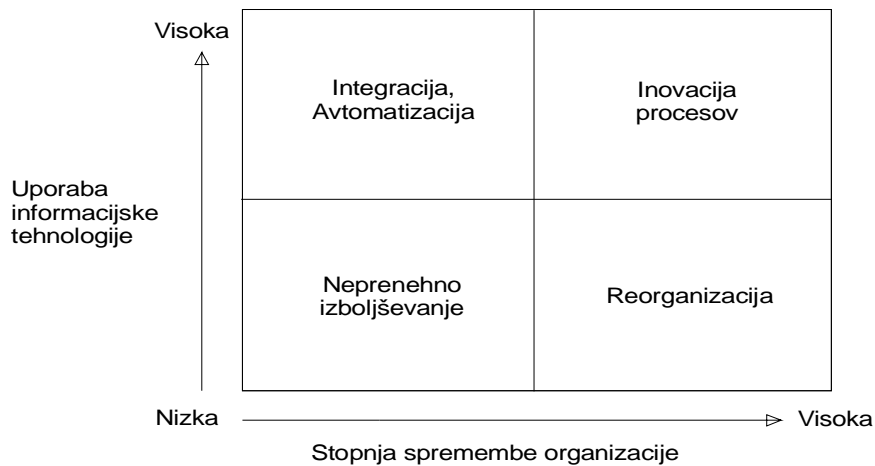 Visoka
Integracija,
Avtomatizacija
Inovacija
procesov
Uporaba
informacijske
tehnologije
Neprenehno
izboljševanje
Reorganizacija
Nizka
Visoka
Stopnja spremembe organizacije